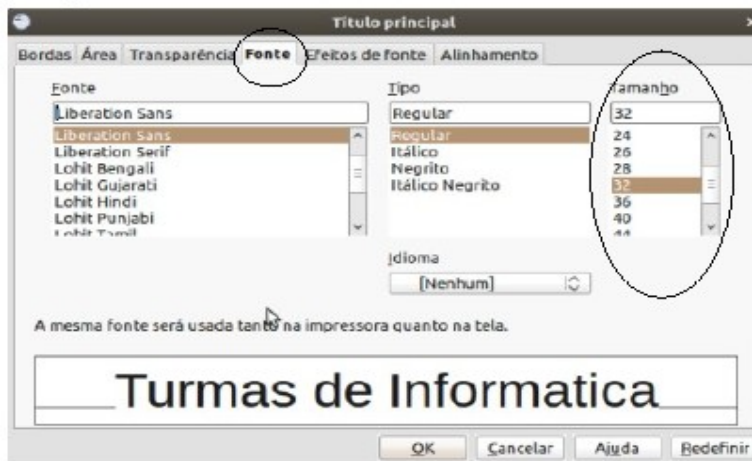 Título principal
Bordas Área Transparência Fonte Efeitos de fonte Alinhamento
Fonte Tipo Tamanho
Liberation Sans Regular 32
Liberation Sans Regular 24
Liberation Serif Itálico 26
Lohit Bengali Negrito 28
Lohit Gujarati Itálico Negrito 32
Lohit Hindi 36
Lohit Punjabi 40
Lohit Tamil 44
Idioma
[Nenhum]
A mesma fonte será usada tanto na impressora quanto na tela.
Turmas de Informatica
OK Cancelar Ajuda Redefinir